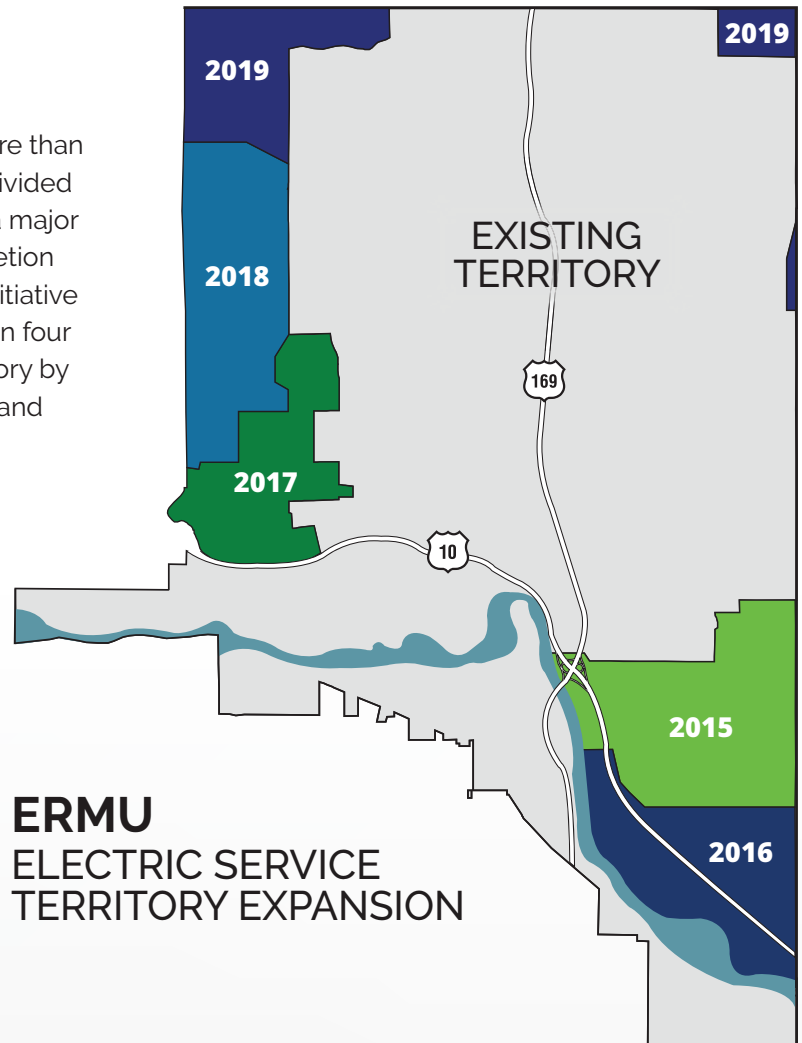 re than
ivided
a major
etion
itiative
n four
ory by
and
2019
2019
2018
EXISTING
TERRITORY
169
2017
10
2015
2016
ERMU
ELECTRIC SERVICE
TERRITORY EXPANSION